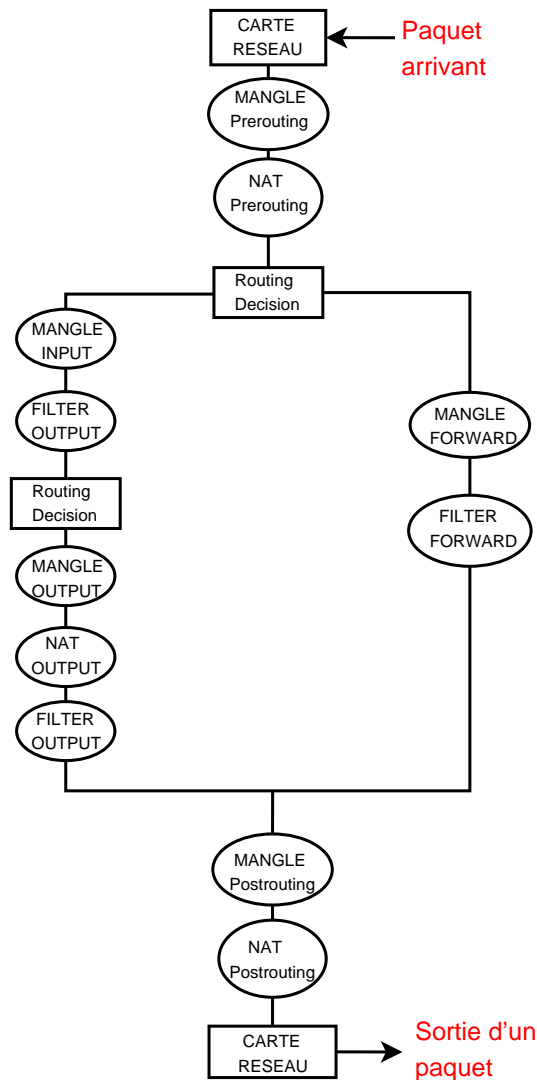 CARTE
RESEAU
Paquet
arrivant
MANGLE
Prerouting
NAT
Prerouting
Routing
Decision
MANGLE
INPUT
FILTER
OUTPUT
Routing
Decision
MANGLE
OUTPUT
NAT
OUTPUT
FILTER
OUTPUT
MANGLE
FORWARD
FILTER
FORWARD
MANGLE
Postrouting
NAT
Postrouting
CARTE
RESEAU
Sortie d'un
paquet